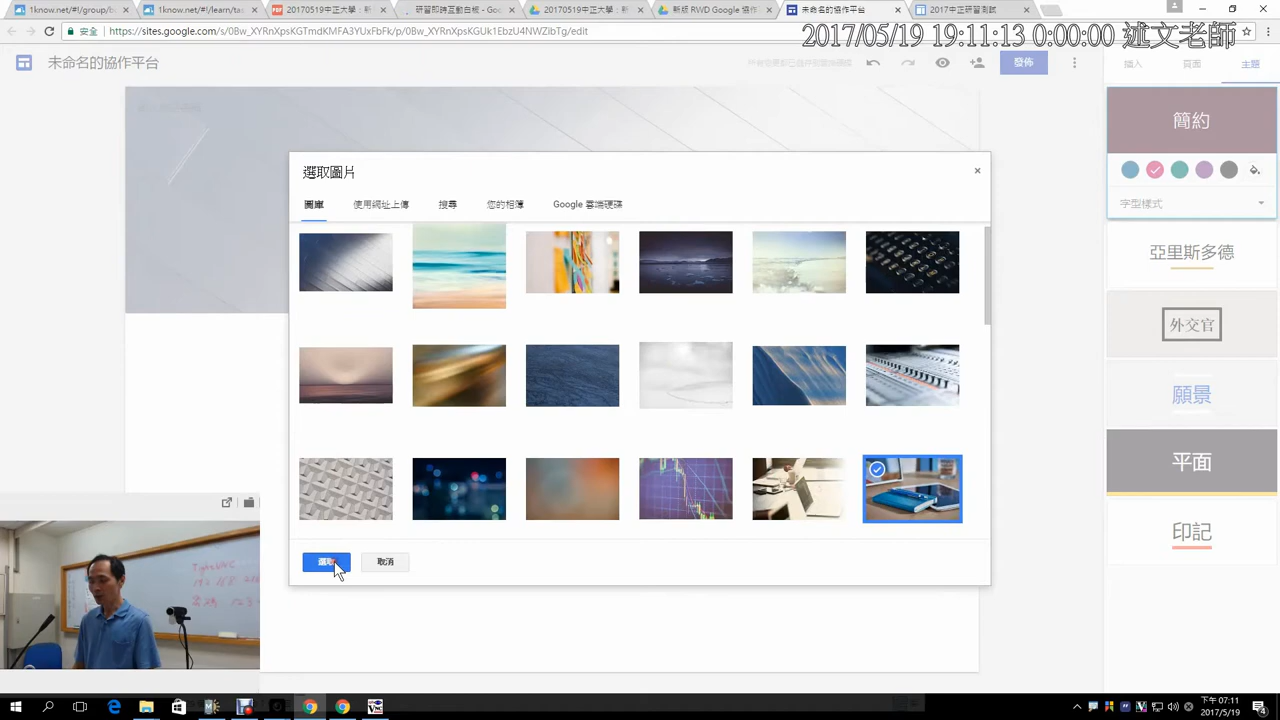 1know.net/#!/group/boa
1know.net/#!/learn/tas
20170519中正大學
研習即時互動白板 - Go
20170519中正大學
新版 RWD Google 協作
未命名的協作平台
2017中正研習測試
安全
https://sites.google.com/
/0Bw_XYRnXpsKGTmdKMFA3YUxFbFk/p/0Bw_XYRnXpsKGUk1EbzU4NWZibTg/edit
2017/05/19 19:11:13 0:00:00 述文老師
未命名的協作平台
發佈
插入
頁面
主題
簡約
選取圖片
圖庫
使用網址上傳
搜尋
您的相簿
Google 雲端硬碟
字型樣式
亞里斯多德
外交官
願景
平面
印記
選取
取消
下午 07:11
2017/5/19